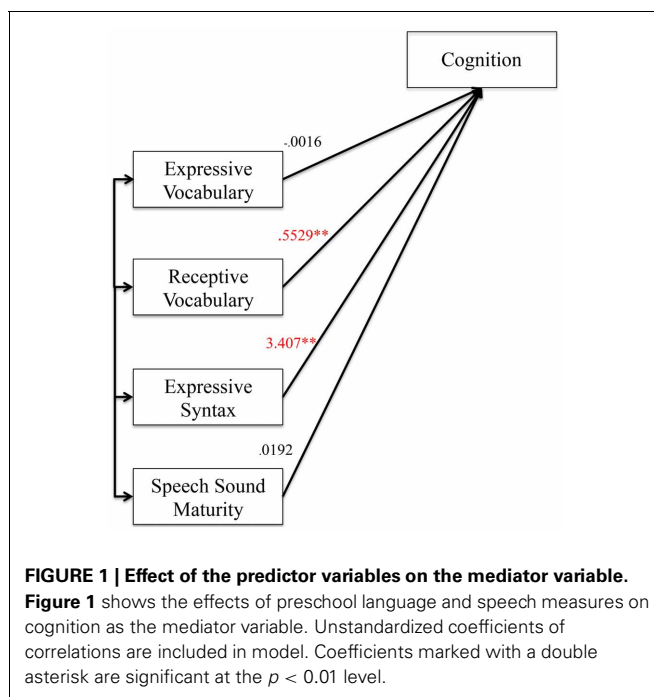 Cognition
-.0016
Expressive
Vocabulary
.5529**
Receptive
Vocabulary
3.407**
Expressive
Syntax
.0192
Speech Sound
Maturity
FIGURE 1 | Effect of the predictor variables on the mediator variable.
Figure 1 shows the effects of preschool language and speech measures on
cognition as the mediator variable. Unstandardized coefficients of
correlations are included in model. Coefficients marked with a double
asterisk are significant at the p < 0.01 level.